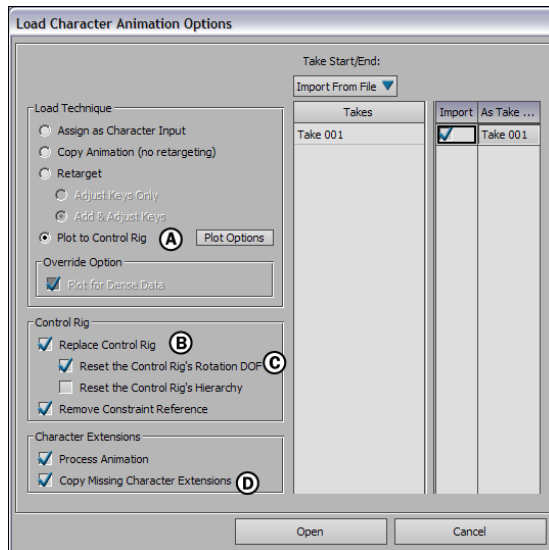 Load Character Animation Options
Take Start/End:
Import From File
Load Technique
Assign as Character Input
Copy Animation (no retargeting)
Retarget
Adjust Keys Only
Add & Adjust Keys
Plot to Control Rig A Plot Options
Override Option
Plot for Dense Data
Control Rig
Replace Control Rig B
Reset the Control Rig's Rotation DOF C
Reset the Control Rig's Hierarchy
Remove Constraint Reference
Character Extensions
Process Animation
Copy Missing Character Extensions D
Takes
Take 001
Import As Take ...
Take 001
Open Cancel